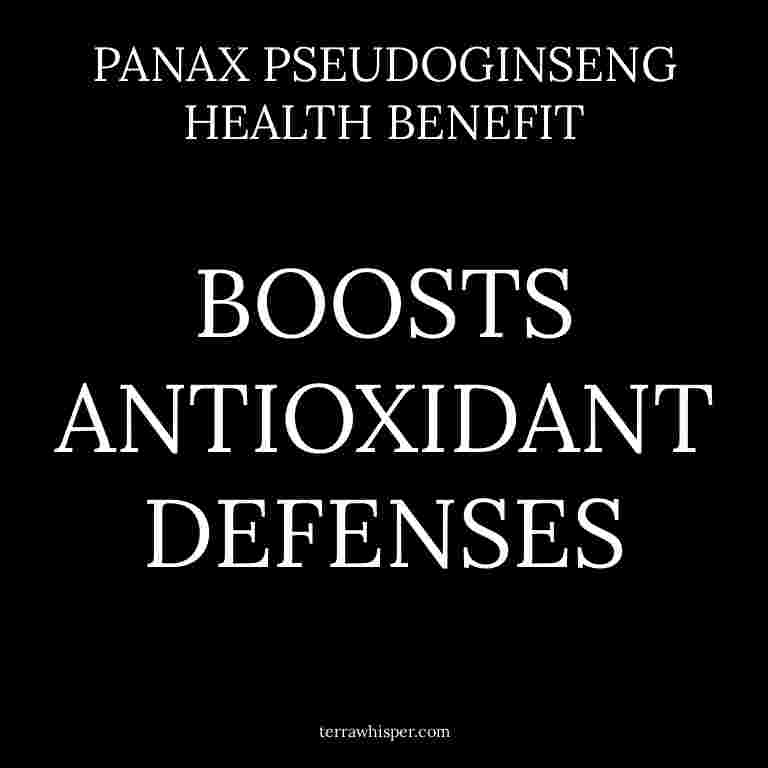 PANAX PSEUDOGINSENG
HEALTH BENEFIT
BOOSTS
ANTIOXIDANT
DEFENSES
terrawhisper.com